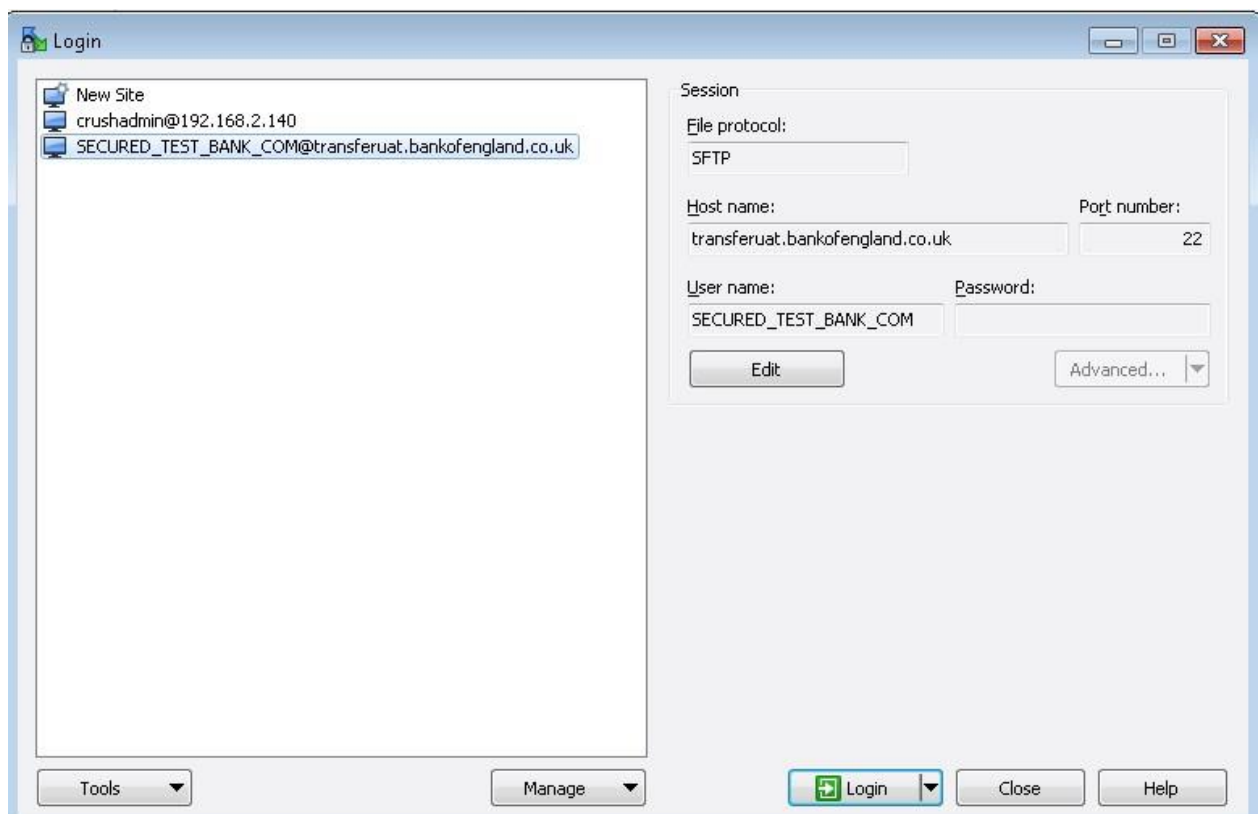 Login
New Site
crushadmin@192.168.2.140
SECURED_TEST_BANK_COM@transferuat.bankofengland.co.uk
Session
File protocol:
SFTP
Host name: Port number:
transferuat.bankofengland.co.uk 22
User name: Password:
SECURED_TEST_BANK_COM
Edit Advanced...
Tools Manage Login Close Help